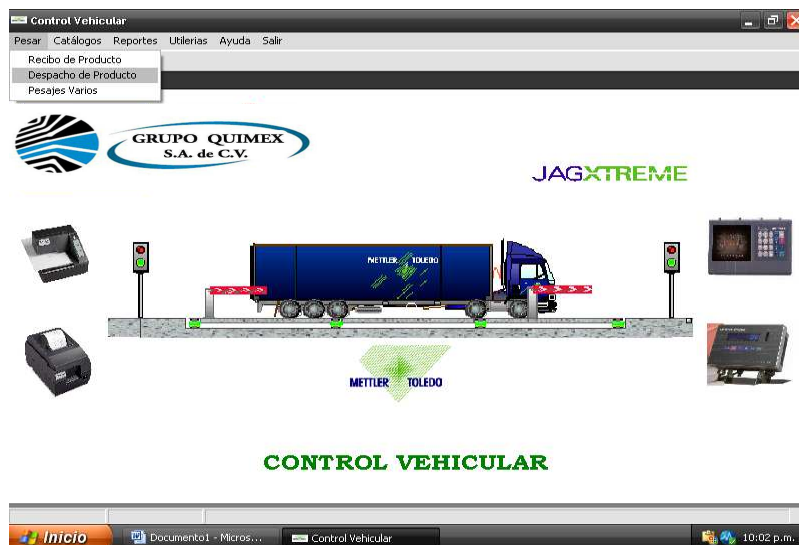 Control Vehicular
Pesar Catálogos Reportes Utilerias Ayuda Salir
Recibo de Producto
Despacho de Producto
Pesajes Varios
GRUPO QUIMEX
S.A. de C.V.
JAGXTREME
METTLER TOLEDO
METTLER TOLEDO
CONTROL VEHICULAR
Inicio Documento1 - Micros... Control Vehicular 10:02 p.m.